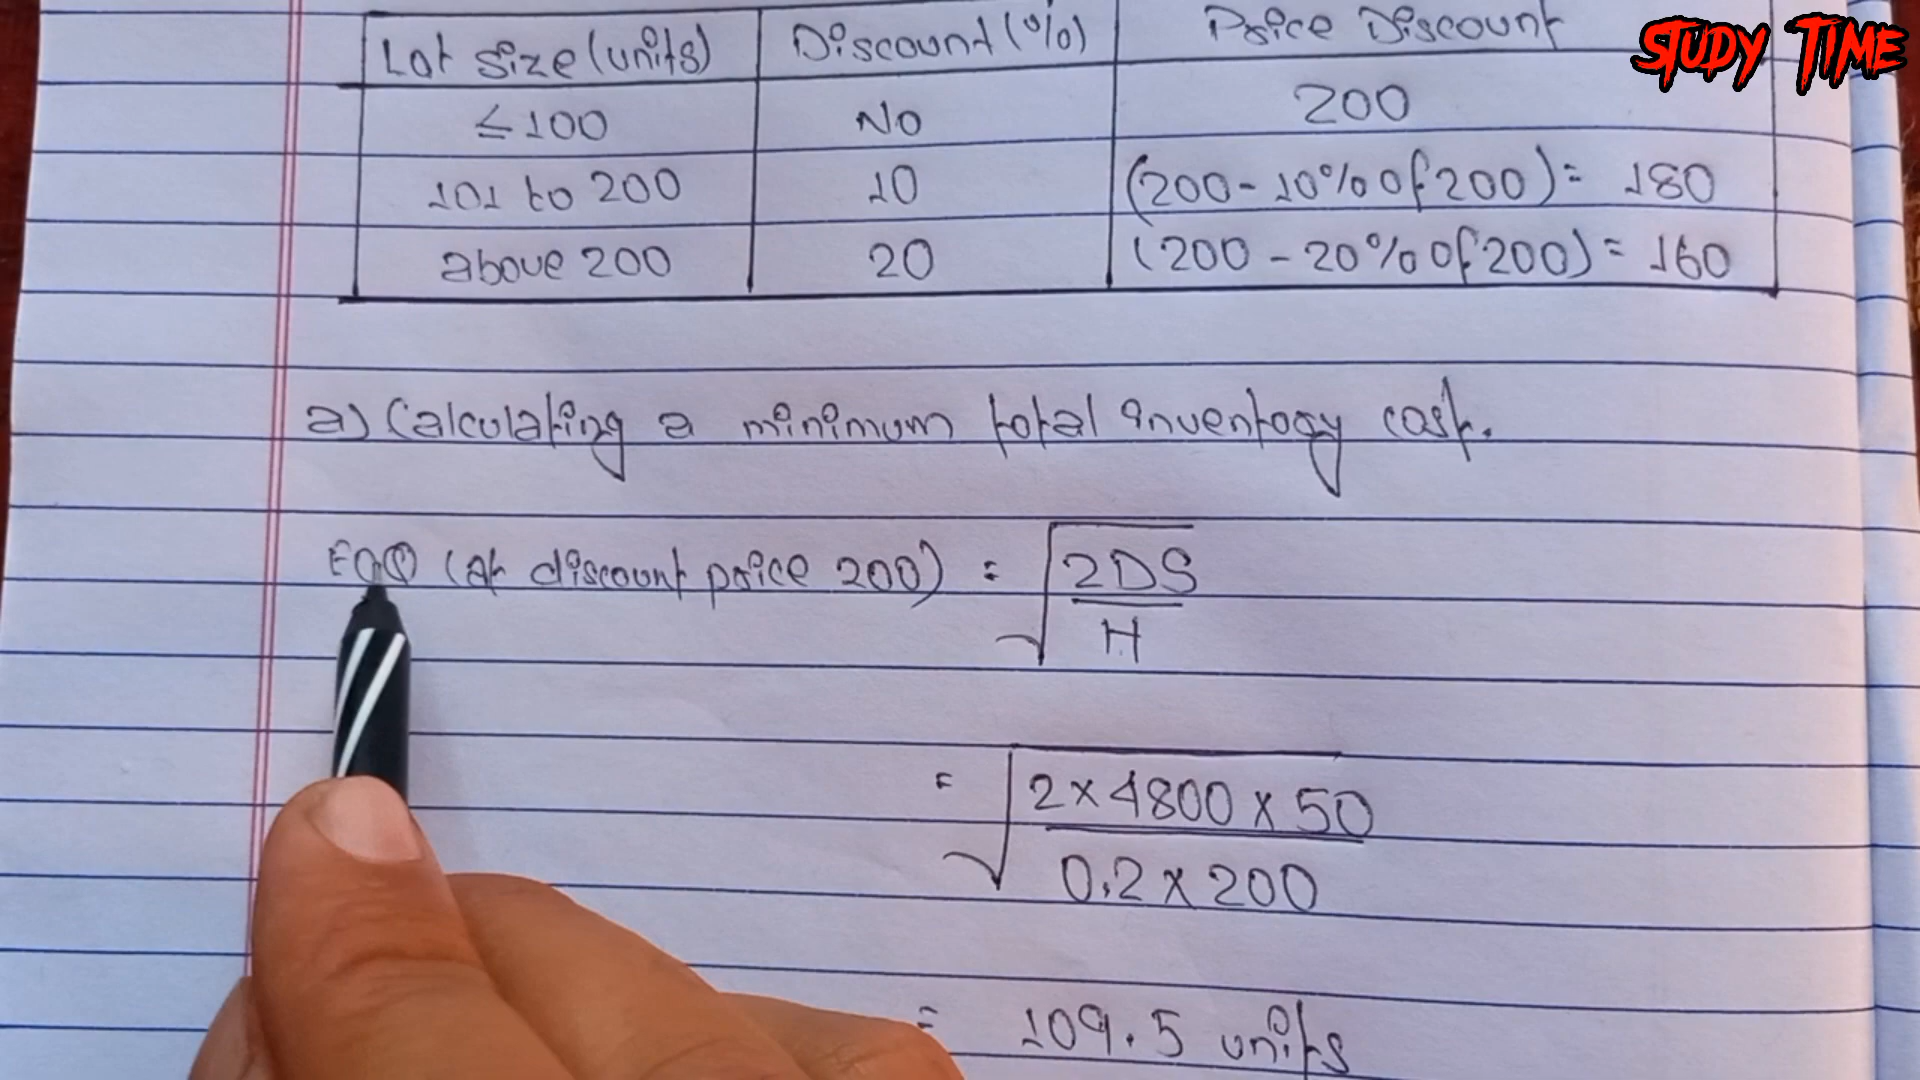 STUDY TIME
Lot size (units) Discount (%) Price Discount
≤ 100 No 200
101 to 200 10 (200 - 10% of 200) = 180
above 200 20 (200 - 20% of 200) = 160
a) Calculating a minimum total inventory cost.
EOQ (at discount price 200) = √2DS
H
= √2 × 4800 × 50
0.2 × 200
= 109.5 units